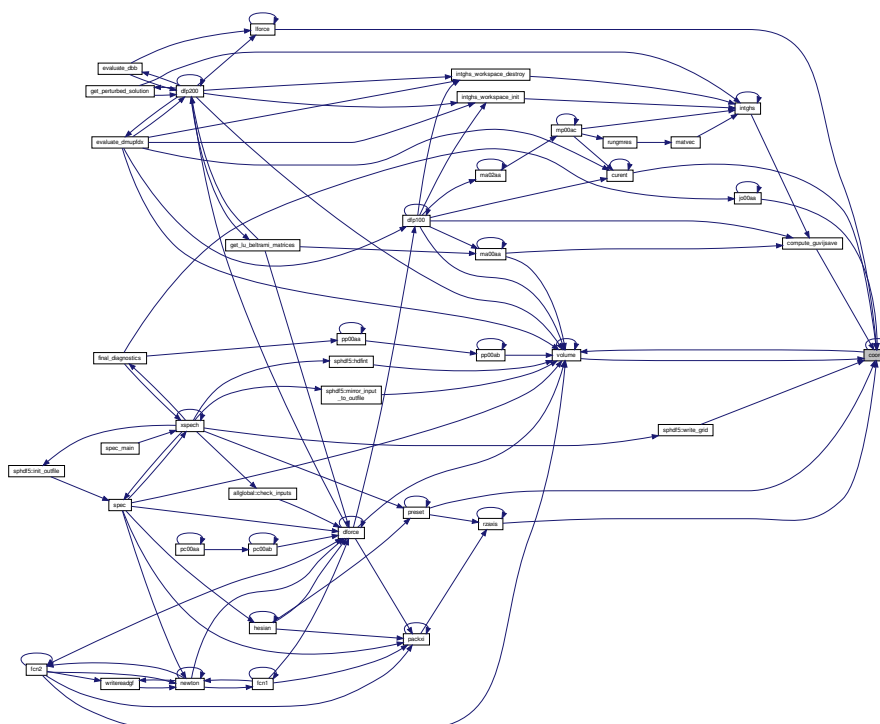 lforce
evaluate_dbb
get_perturbed_solution
dfp200
intghs_workspace_destroy
intghs_workspace_init
intghs
mp00ac
evaluate_dmupfdx
rungmres
matvec
ma02aa
curent
jo00aa
dfp100
get_lu_beltrami_matrices
ma00aa
compute_guvijsave
pp00aa
final_diagnostics
sphdf5::hdfint
pp00ab
volume
coords
sphdf5::mirror_input
_to_outfile
xspech
spec_main
sphdf5::write_grid
sphdf5::init_outfile
spec
allglobal::check_inputs
preset
rzaxis
dforce
pc00aa
pc00ab
hesian
packxi
fcn2
writereadgf
newton
fcn1